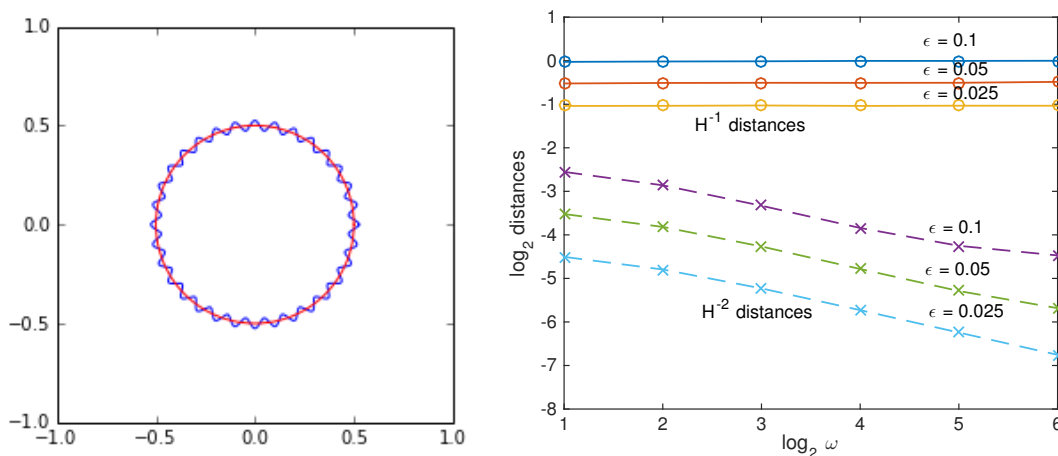 1.0
0.5
0.0
−0.5
−1.0
−1.0 −0.5 0.0 0.5 1.0
log₂ distances
1
0
-1
-2
-3
-4
-5
-6
-7
-8
ϵ = 0.1
ϵ = 0.05
ϵ = 0.025
H⁻¹ distances
ϵ = 0.1
ϵ = 0.05
ϵ = 0.025
H⁻² distances
1 2 3 4 5 6
log₂ ω